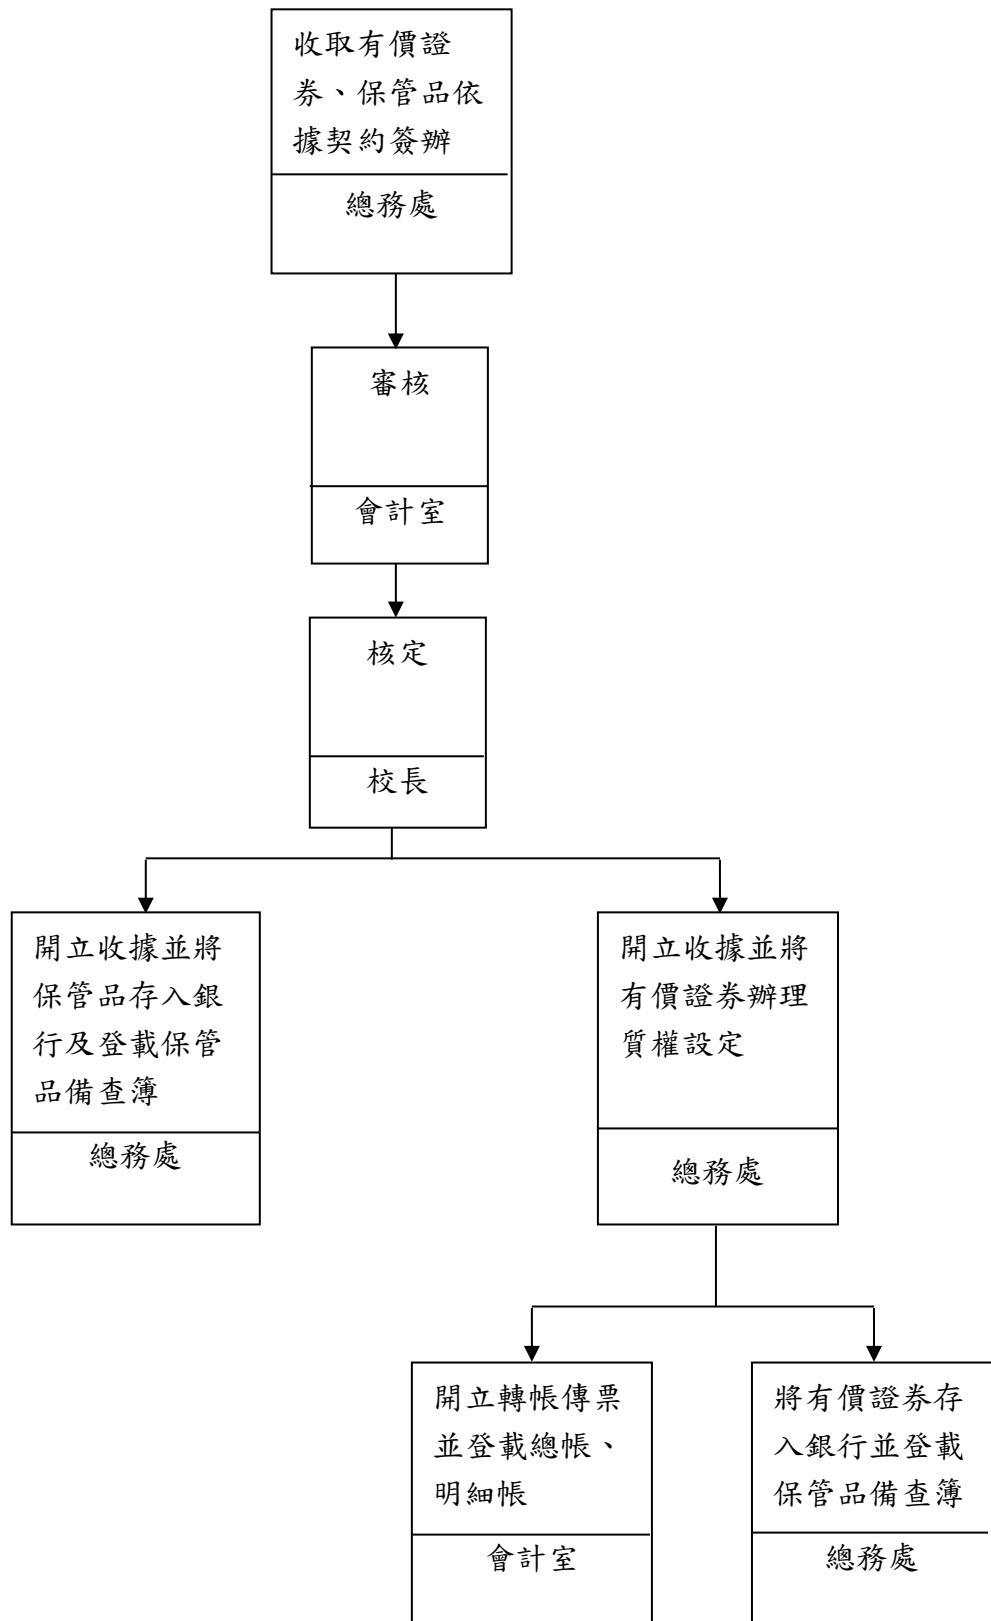 收取有價證
券、保管品依
據契約簽辦
總務處
審核
會計室
核定
校長
開立收據並將
保管品存入銀
行及登載保管
品備查簿
總務處
開立收據並將
有價證券辦理
質權設定
總務處
開立轉帳傳票
並登載總帳、
明細帳
會計室
將有價證券存
入銀行並登載
保管品備查簿
總務處